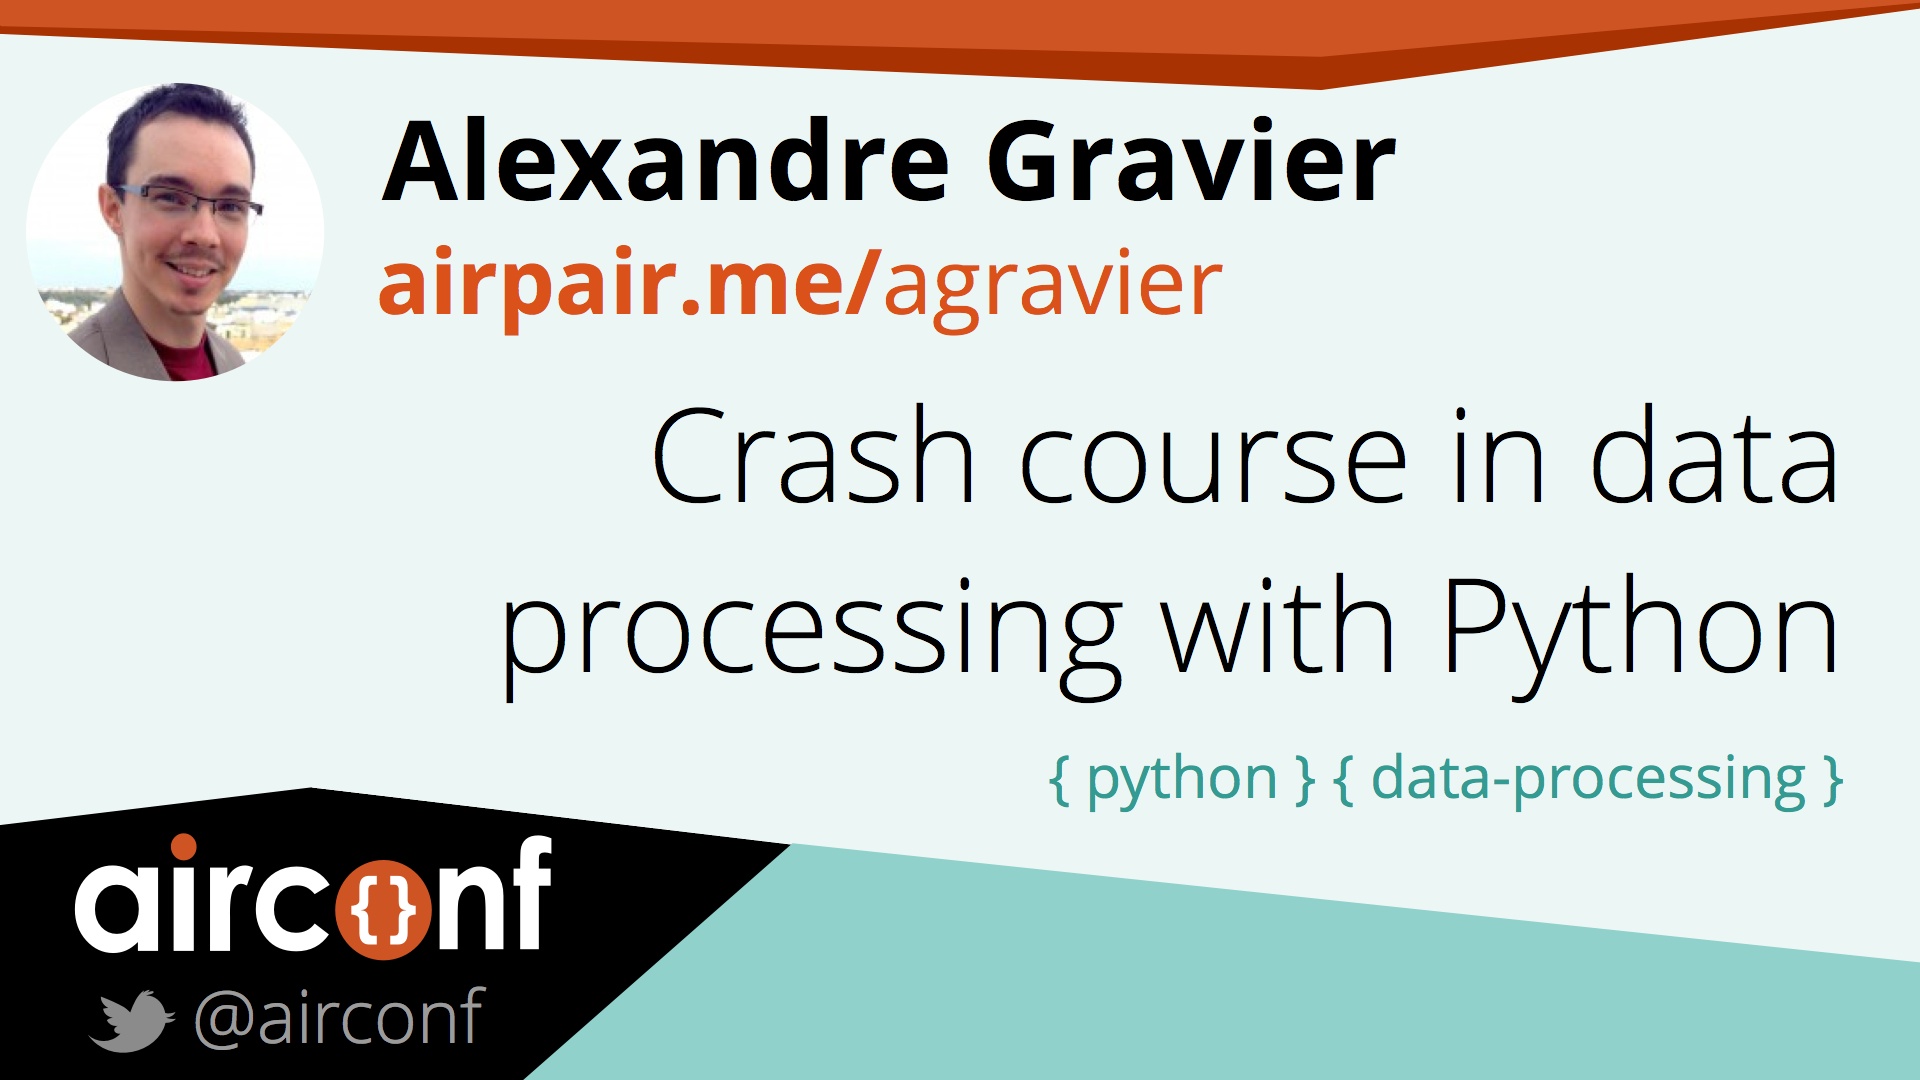 Alexandre Gravier
airpair.me/agravier
Crash course in data
processing with Python
{ python } { data-processing }
airc{}nf
@airconf